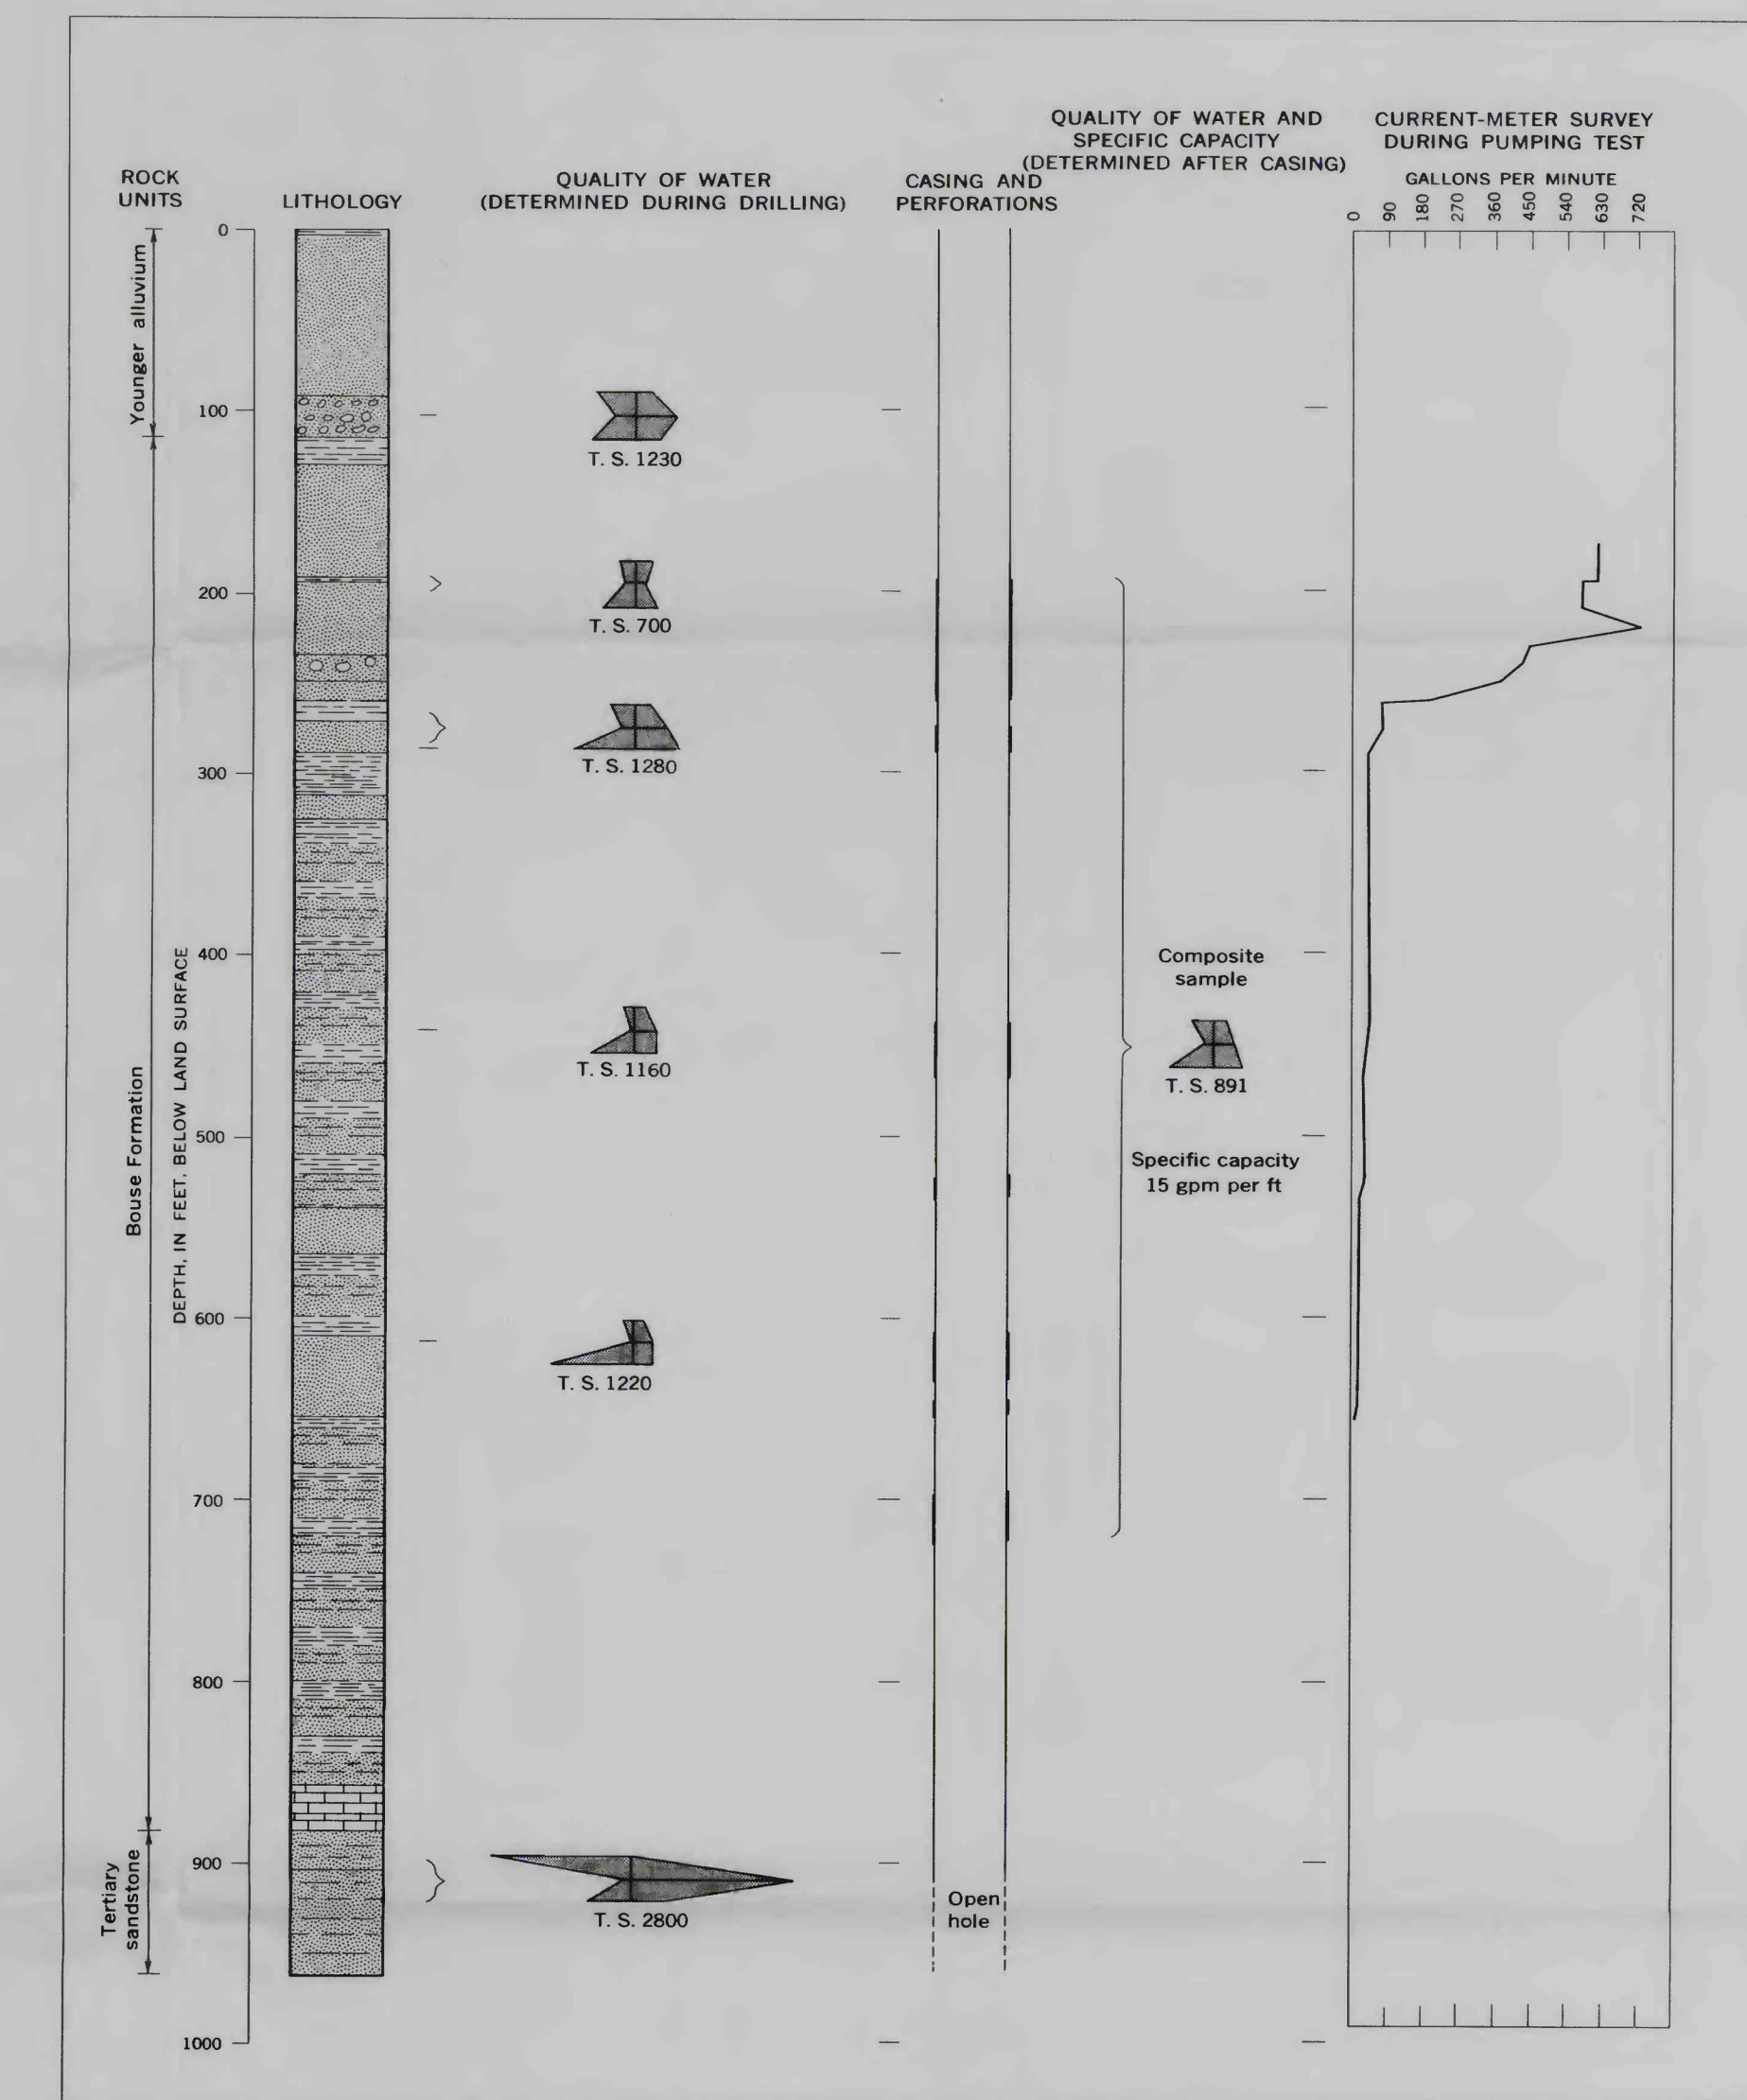 ROCK
UNITS
LITHOLOGY
QUALITY OF WATER
(DETERMINED DURING DRILLING)
CASING AND
PERFORATIONS
QUALITY OF WATER AND
SPECIFIC CAPACITY
(DETERMINED AFTER CASING)
CURRENT-METER SURVEY
DURING PUMPING TEST
GALLONS PER MINUTE
0
90
180
270
360
450
540
630
720
Younger alluvium
Bouse Formation
Tertiary
sandstone
DEPTH, IN FEET, BELOW LAND SURFACE
0
100
200
300
400
500
600
700
800
900
1000
T. S. 1230
T. S. 700
T. S. 1280
T. S. 1160
T. S. 1220
T. S. 2800
Open
hole
Composite
sample
T. S. 891
Specific capacity
15 gpm per ft